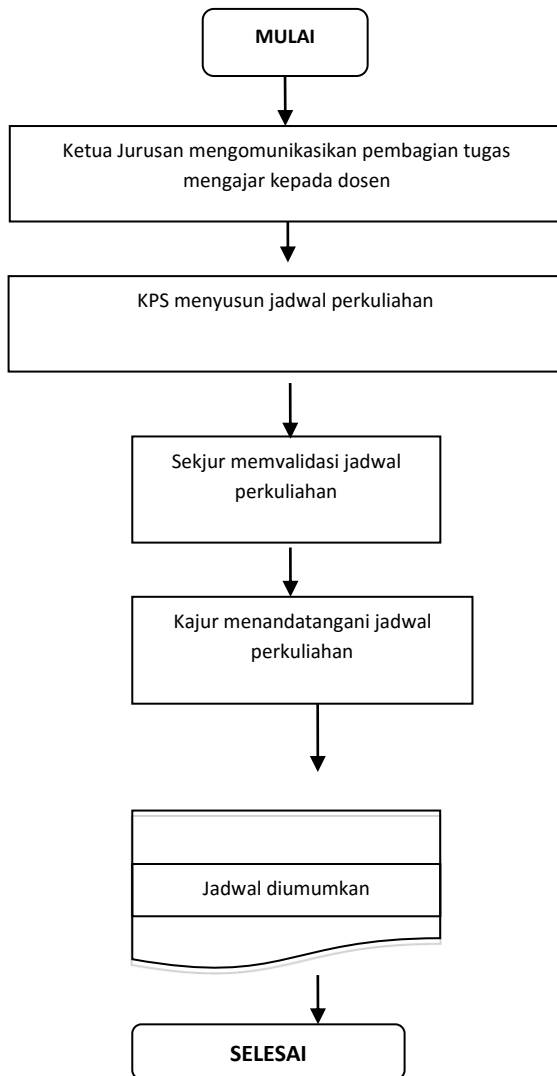 MULAI
Ketua Jurusan mengomunikasikan pembagian tugas
mengajar kepada dosen
KPS menyusun jadwal perkuliahan
Sekjur memvalidasi jadwal
perkuliahan
Kajur menandatangani jadwal
perkuliahan
Jadwal diumumkan
SELESAI